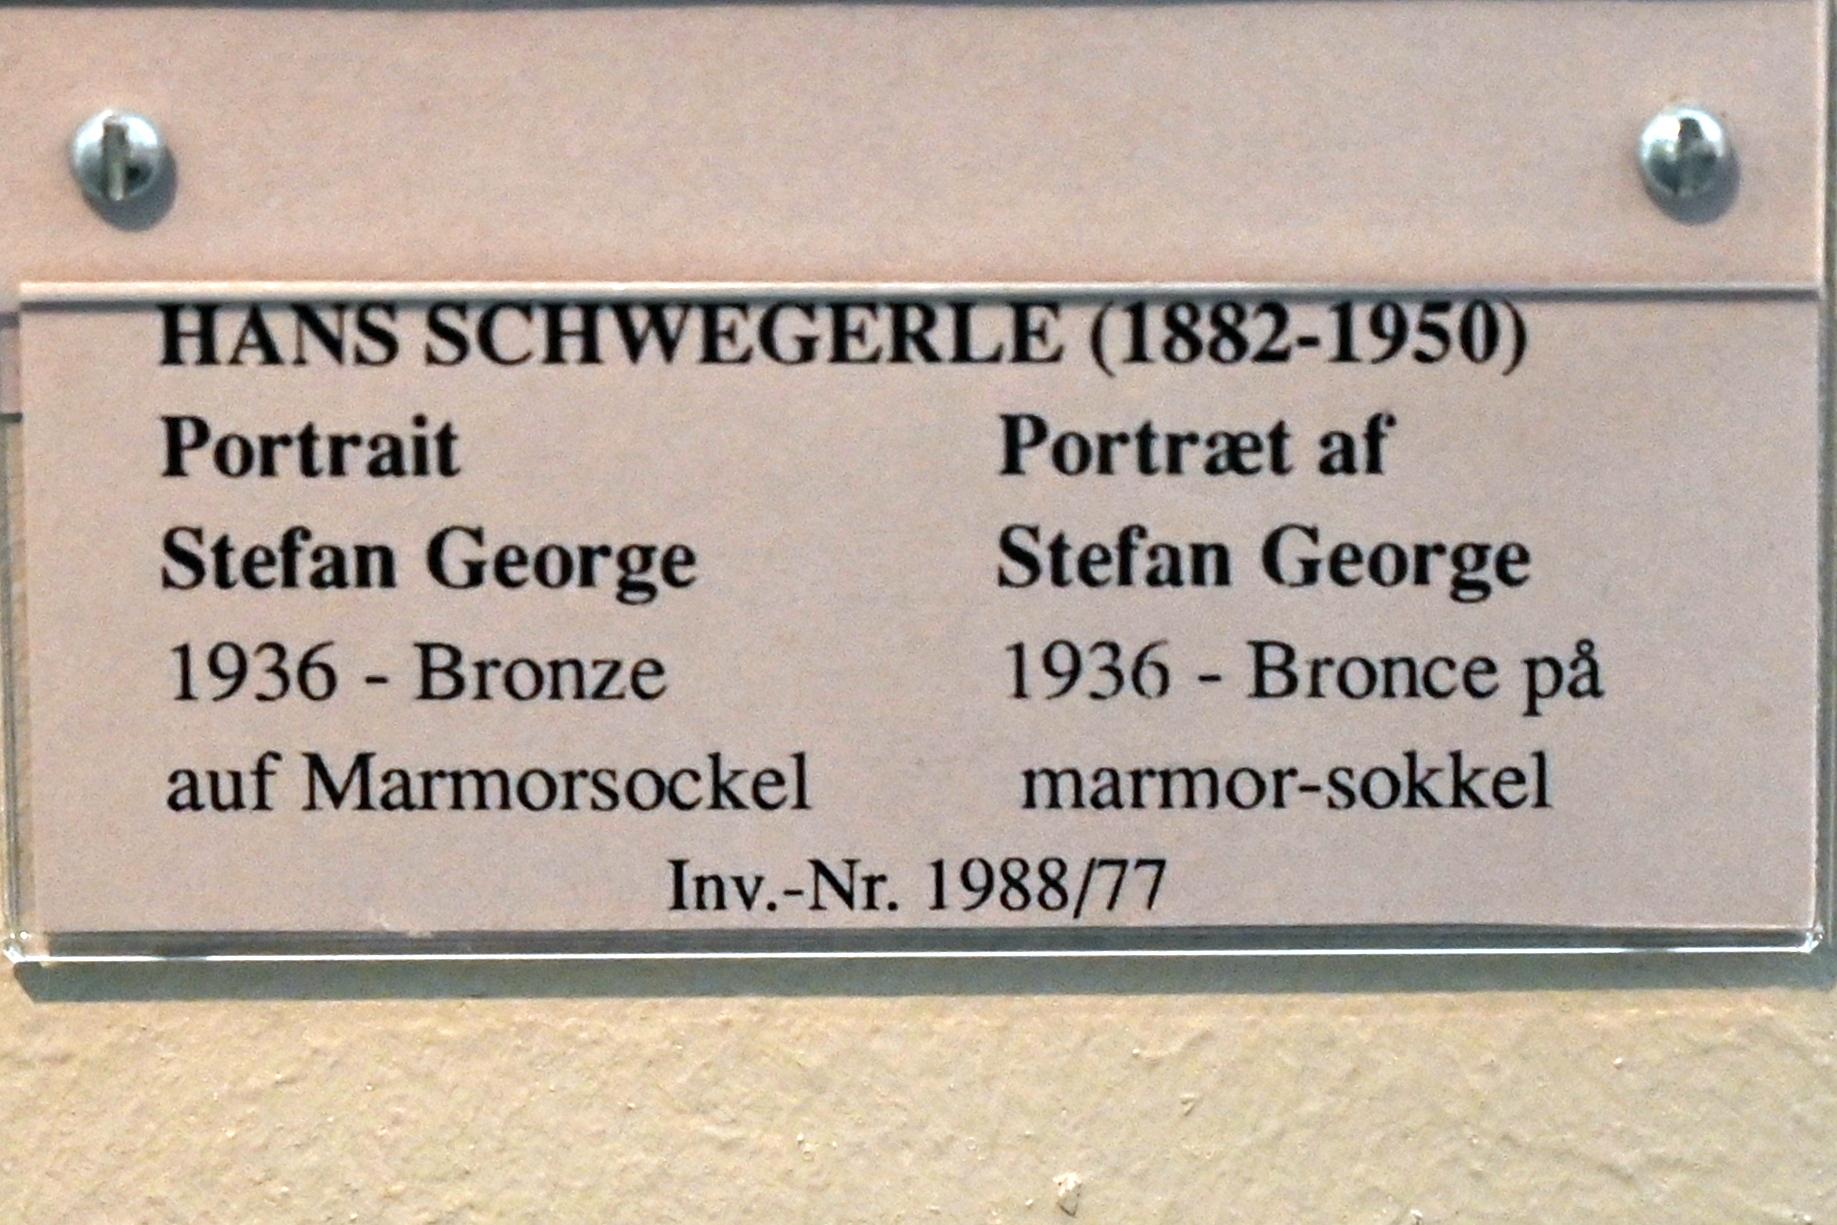 HANS SCHWEGERLE (1882-1950)
Portrait
Stefan George
1936 - Bronze
auf Marmorsockel
Portræt af
Stefan George
1936 - Bronce på
marmor-sokkel
Inv.-Nr. 1988/77